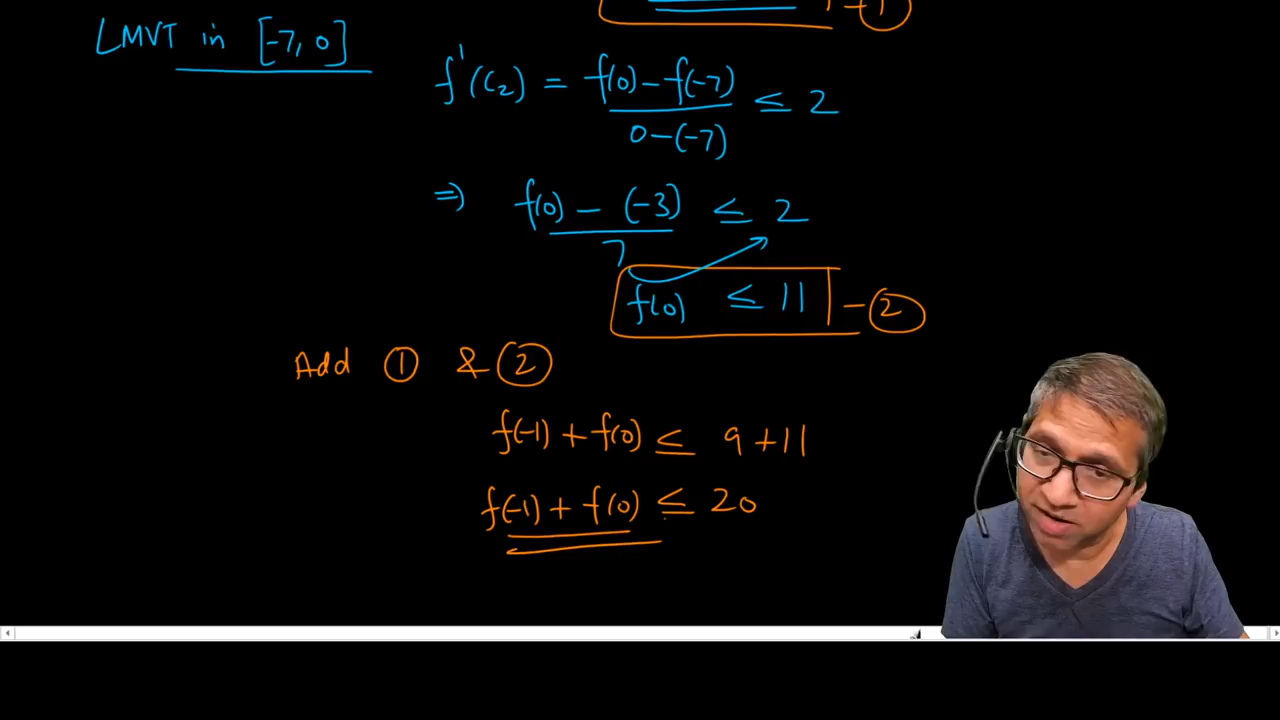 — ①
LMVT in [-7, 0]
f'(c₂) = f(0) – f(-7) / 0 – (-7) ≤ 2
⇒ f(0) – (-3) / 7 ≤ 2
f(0) ≤ 11 — ②
Add ① & ②
f(-1) + f(0) ≤ 9 + 11
f(-1) + f(0) ≤ 20